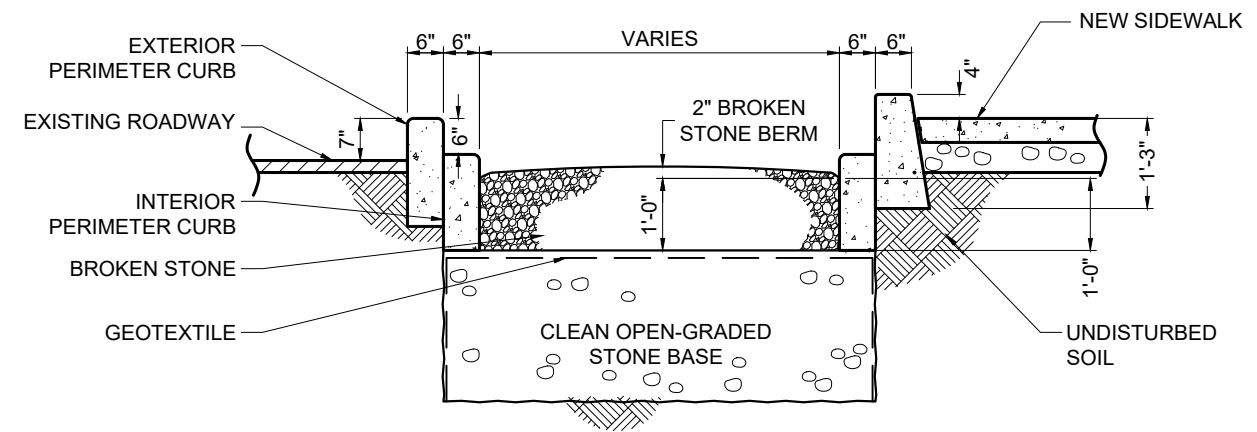 NEW SIDEWALK
EXTERIOR
PERIMETER CURB
6"
6"
VARIES
6"
6"
4"
EXISTING ROADWAY
7"
6"
2" BROKEN
STONE BERM
1'-3"
INTERIOR
PERIMETER CURB
1'-0"
1'-0"
BROKEN STONE
GEOTEXTILE
CLEAN OPEN-GRADED
STONE BASE
UNDISTURBED
SOIL